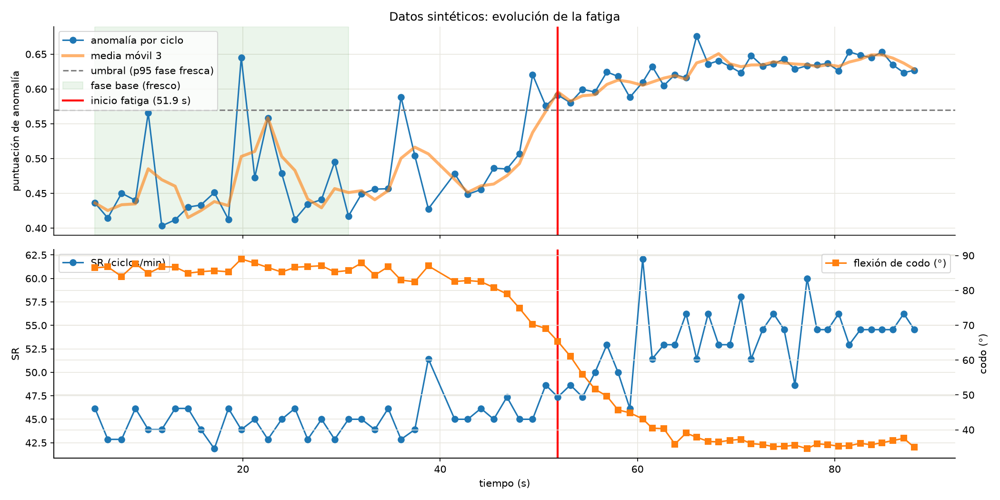 Datos sintéticos: evolución de la fatiga
anomalía por ciclo
media móvil 3
umbral (p95 fase fresca)
fase base (fresco)
inicio fatiga (51.9 s)
puntuación de anomalía
0.65
0.60
0.55
0.50
0.45
0.40
SR (ciclos/min)
flexión de codo (°)
SR
62.5
60.0
57.5
55.0
52.5
50.0
47.5
45.0
42.5
90
80
70
60
50
40
codo (°)
20
40
60
80
tiempo (s)